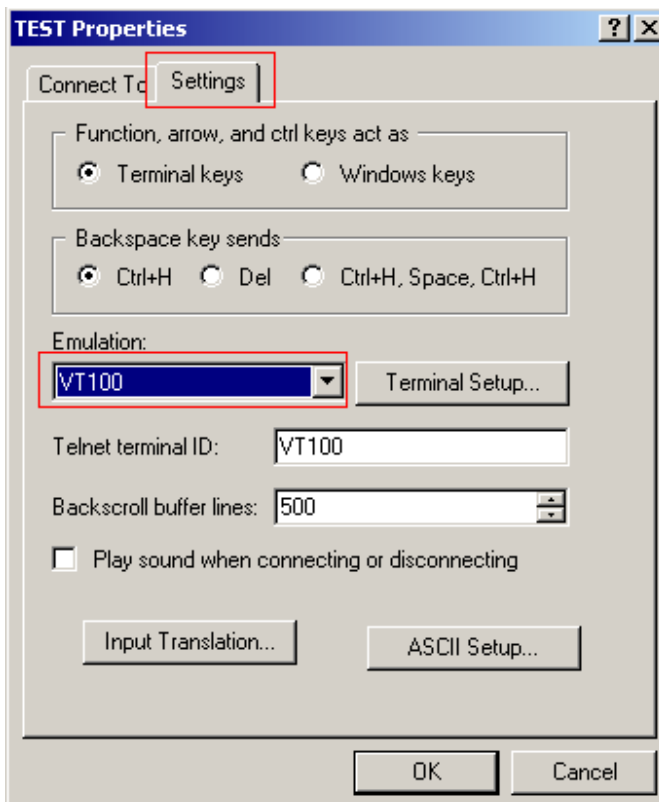 TEST Properties
Connect To Settings
Function, arrow, and ctrl keys act as
Terminal keys Windows keys
Backspace key sends
Ctrl+H Del Ctrl+H, Space, Ctrl+H
Emulation:
VT100 Terminal Setup...
Telnet terminal ID: VT100
Backscroll buffer lines: 500
Play sound when connecting or disconnecting
Input Translation... ASCII Setup...
OK Cancel